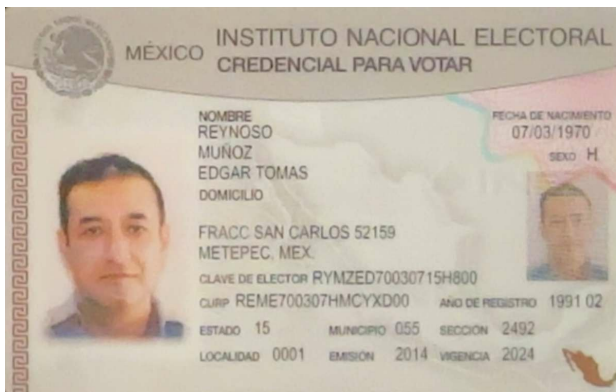 MÉXICO INSTITUTO NACIONAL ELECTORAL
CREDENCIAL PARA VOTAR
NOMBRE
REYNOSO
MUÑOZ
EDGAR TOMAS
FECHA DE NACIMIENTO
07/03/1970
SEXO H
DOMICILIO
FRACC SAN CARLOS 52159
METEPEC, MEX.
CLAVE DE ELECTOR RYMZED70030715H800
CURP REME700307HMCYXD00 AÑO DE REGISTRO 1991 02
ESTADO 15 MUNICIPIO 055 SECCIÓN 2492
LOCALIDAD 0001 EMISIÓN 2014 VIGENCIA 2024